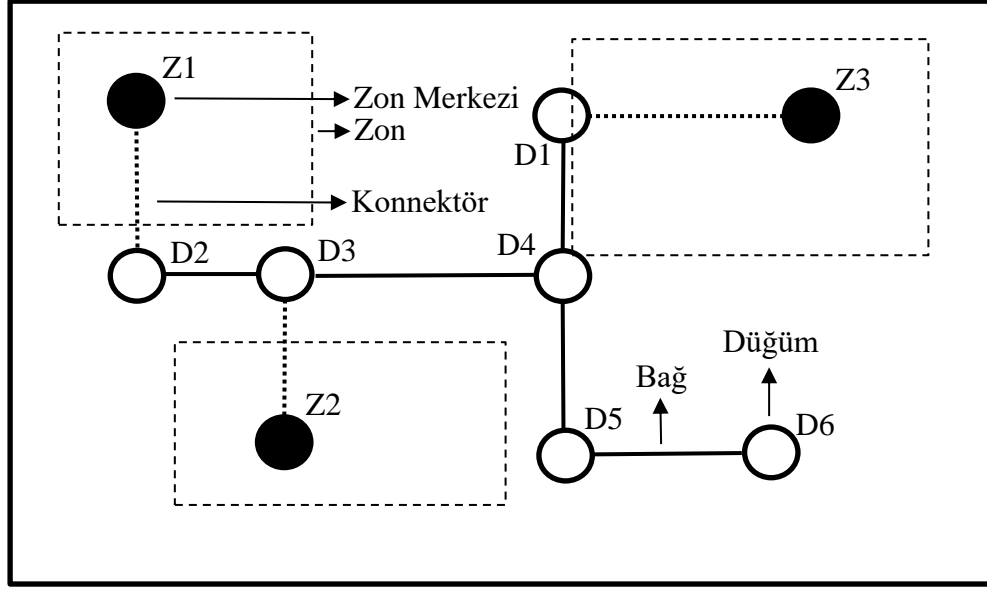 Z1
Zon Merkezi
Z3
Zon
D1
Konnektör
D2
D3
D4
Düğüm
Bağ
Z2
D5
D6